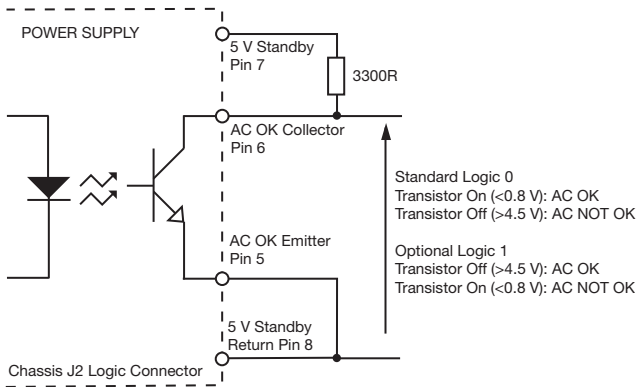 POWER SUPPLY
5 V Standby
Pin 7
3300R
AC OK Collector
Pin 6
Standard Logic 0
Transistor On (<0.8 V): AC OK
Transistor Off (>4.5 V): AC NOT OK
Optional Logic 1
Transistor Off (>4.5 V): AC OK
Transistor On (<0.8 V): AC NOT OK
AC OK Emitter
Pin 5
5 V Standby
Return Pin 8
Chassis J2 Logic Connector